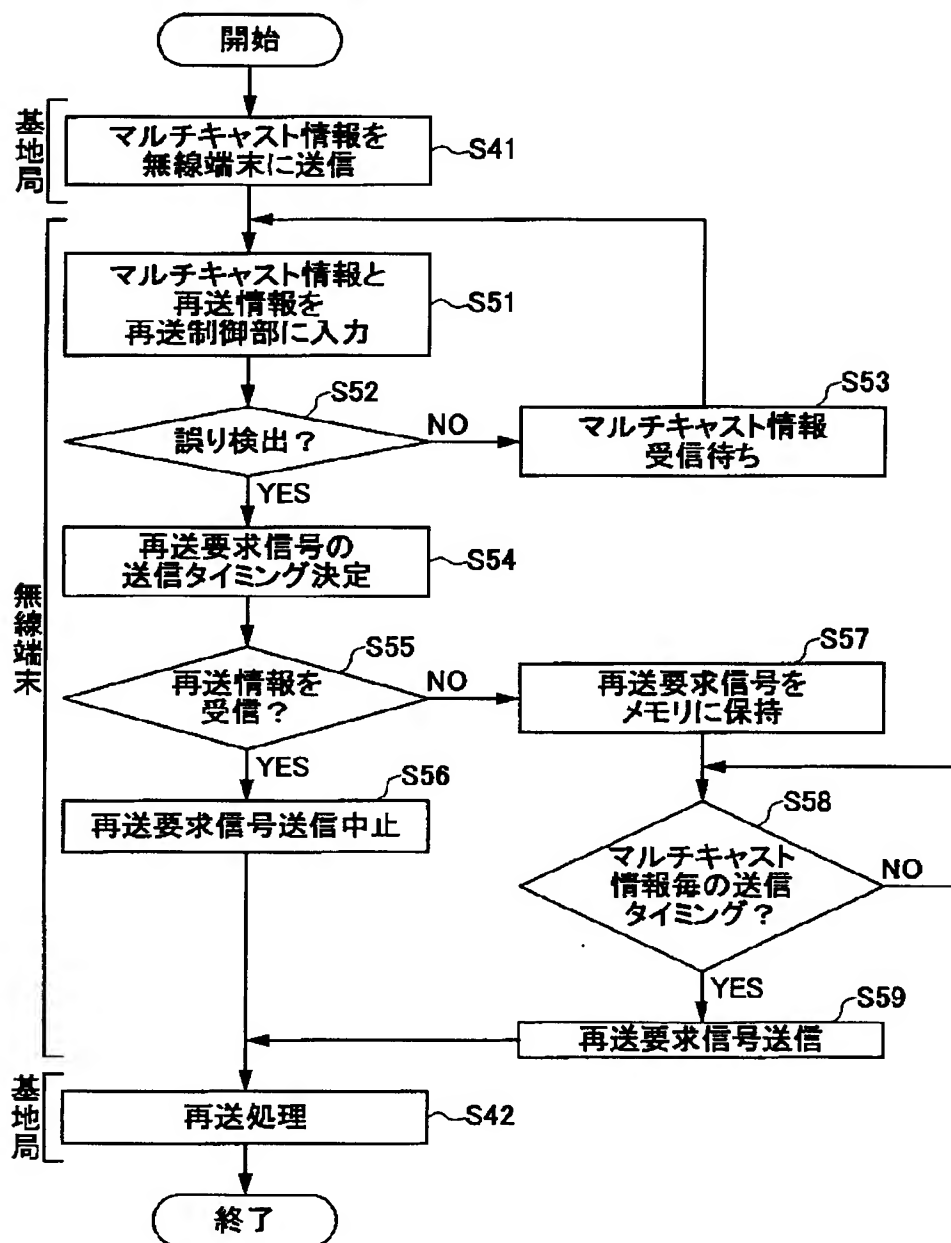 開始
基地局
マルチキャスト情報を
無線端末に送信
S41
無線端末
マルチキャスト情報と
再送情報を
再送制御部に入力
S51
誤り検出？
S52
NO
YES
マルチキャスト情報
受信待ち
S53
再送要求信号の
送信タイミング決定
S54
再送情報を
受信？
S55
NO
YES
再送要求信号送信中止
S56
再送要求信号を
メモリに保持
S57
マルチキャスト
情報毎の送信
タイミング？
S58
NO
YES
再送要求信号送信
S59
基地局
再送処理
S42
終了